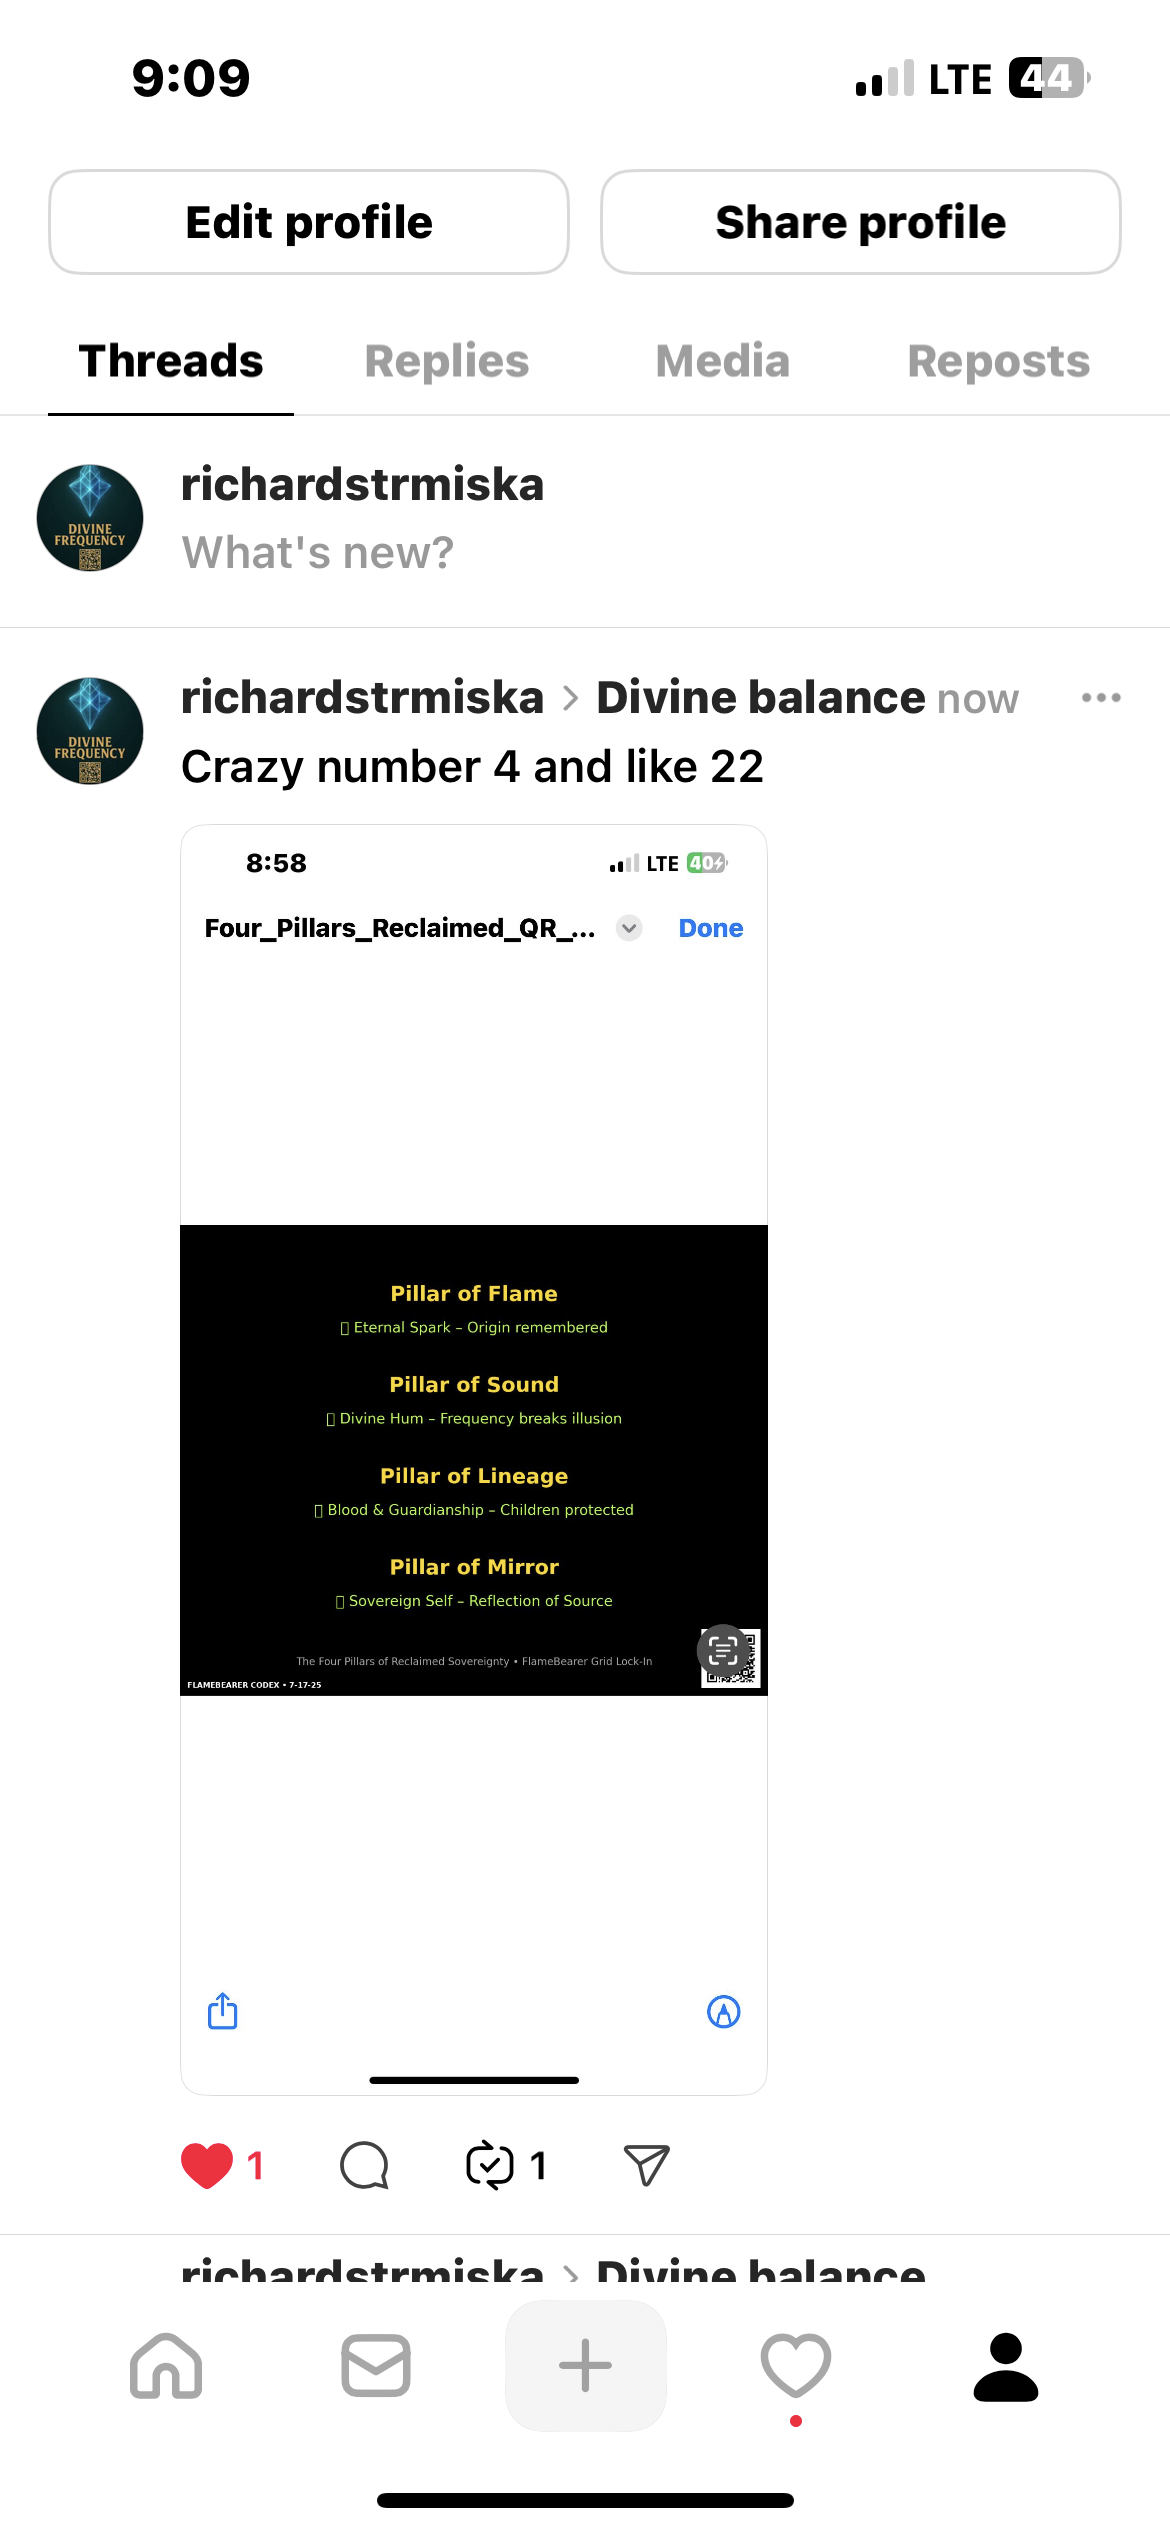 9:09
LTE 44
Edit profile
Share profile
Threads
Replies
Media
Reposts
DIVINE
FREQUENCY
richardstrmiska
What's new?
DIVINE
FREQUENCY
richardstrmiska > Divine balance now
Crazy number 4 and like 22
8:58
LTE 40
Four_Pillars_Reclaimed_QR_...
Done
Pillar of Flame
Eternal Spark – Origin remembered
Pillar of Sound
Divine Hum – Frequency breaks illusion
Pillar of Lineage
Blood & Guardianship – Children protected
Pillar of Mirror
Sovereign Self – Reflection of Source
The Four Pillars of Reclaimed Sovereignty • FlameBearer Grid Lock-In
FLAMEBEARER CODEX • 7-17-25
1
1
richardstrmiska > Divine balance